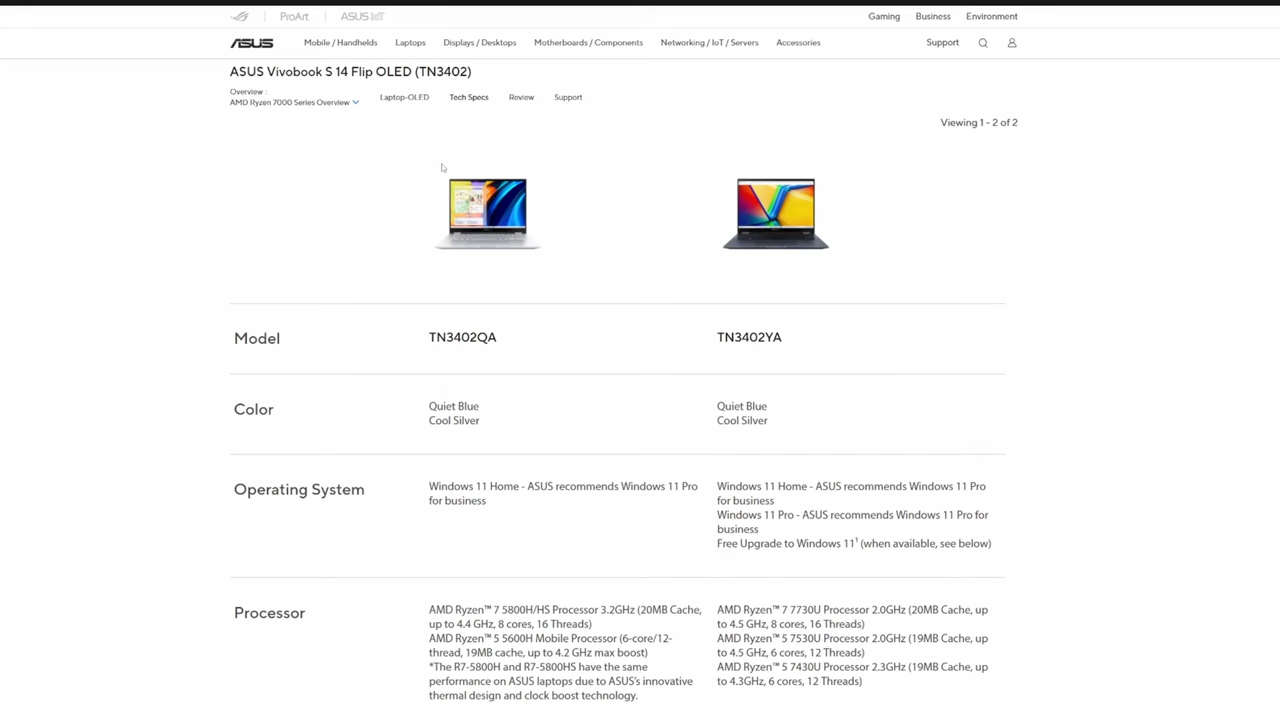 ProArt
ASUS IoT
Gaming Business Environment
ASUS Mobile / Handhelds Laptops Displays / Desktops Motherboards / Components Networking / IoT / Servers Accessories Support
ASUS Vivobook S 14 Flip OLED (TN3402)
Overview :
AMD Ryzen 7000 Series Overview Laptop-OLED Tech Specs Review Support
Viewing 1 - 2 of 2
Model TN3402QA TN3402YA
Color
Quiet Blue
Cool Silver
Quiet Blue
Cool Silver
Operating System
Windows 11 Home - ASUS recommends Windows 11 Pro
for business
Windows 11 Home - ASUS recommends Windows 11 Pro
for business
Windows 11 Pro - ASUS recommends Windows 11 Pro for
business
Free Upgrade to Windows 11¹ (when available, see below)
Processor
AMD Ryzen™ 7 5800H/HS Processor 3.2GHz (20MB Cache,
up to 4.4 GHz, 8 cores, 16 Threads)
AMD Ryzen™ 5 5600H Mobile Processor (6-core/12-
thread, 19MB cache, up to 4.2 GHz max boost)
*The R7-5800H and R7-5800HS have the same
performance on ASUS laptops due to ASUS's innovative
thermal design and clock boost technology.
AMD Ryzen™ 7 7730U Processor 2.0GHz (20MB Cache, up
to 4.5 GHz, 8 cores, 16 Threads)
AMD Ryzen™ 5 7530U Processor 2.0GHz (19MB Cache, up
to 4.5 GHz, 6 cores, 12 Threads)
AMD Ryzen™ 5 7430U Processor 2.3GHz (19MB Cache, up
to 4.3GHz, 6 cores, 12 Threads)